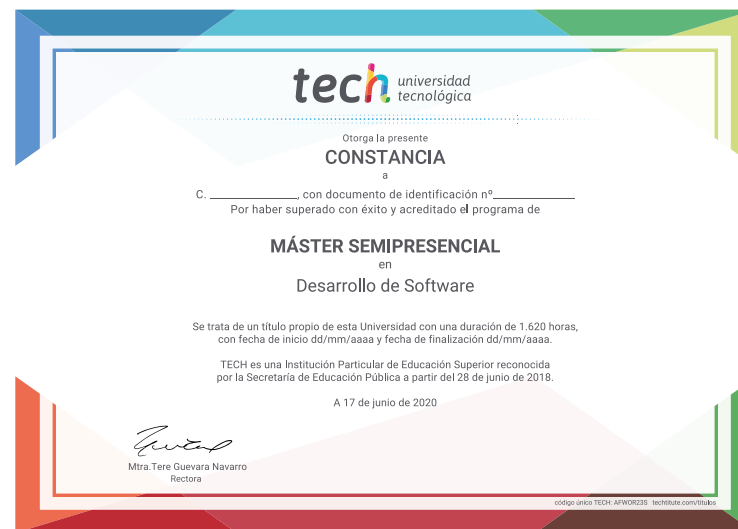 tech universidad
tecnológica
Otorga la presente
CONSTANCIA
a
C. ________________, con documento de identificación nº________________
Por haber superado con éxito y acreditado el programa de
MÁSTER SEMIPRESENCIAL
en
Desarrollo de Software
Se trata de un título propio de esta Universidad con una duración de 1.620 horas,
con fecha de inicio dd/mm/aaaa y fecha de finalización dd/mm/aaaa.
TECH es una Institución Particular de Educación Superior reconocida
por la Secretaría de Educación Pública a partir del 28 de junio de 2018.
A 17 de junio de 2020
Mtra.Tere Guevara Navarro
Rectora
código único TECH: AFWOR23S techtitute.com/titulos